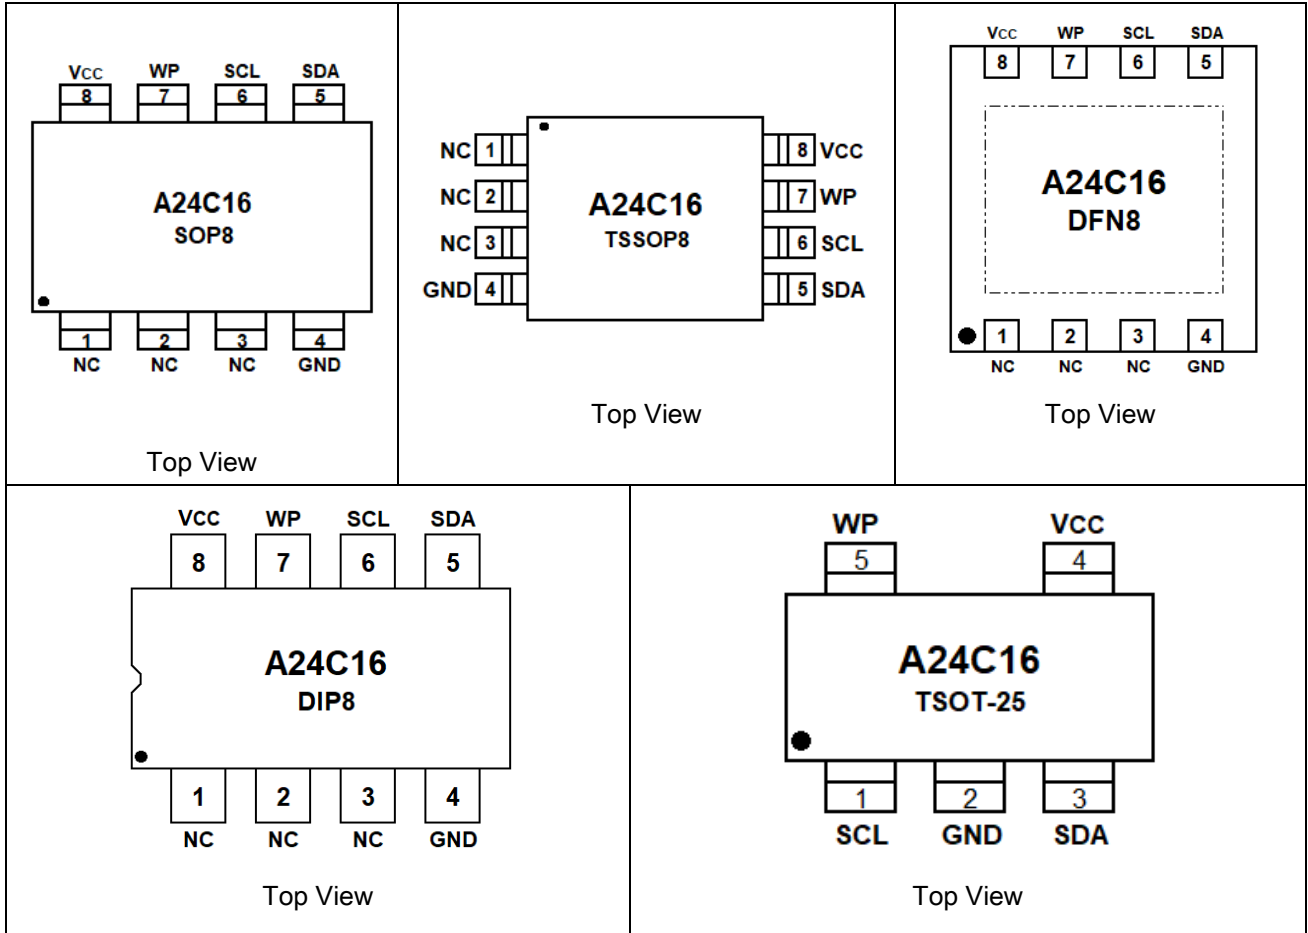 VCC WP SCL SDA
8 7 6 5
A24C16
SOP8
1 2 3 4
NC NC NC GND
Top View
NC 1 8 VCC
NC 2 7 WP
A24C16
TSSOP8
NC 3 6 SCL
GND 4 5 SDA
Top View
VCC WP SCL SDA
8 7 6 5
A24C16
DFN8
1 2 3 4
NC NC NC GND
Top View
VCC WP SCL SDA
8 7 6 5
A24C16
DIP8
1 2 3 4
NC NC NC GND
Top View
WP VCC
5 4
A24C16
TSOT-25
1 2 3
SCL GND SDA
Top View